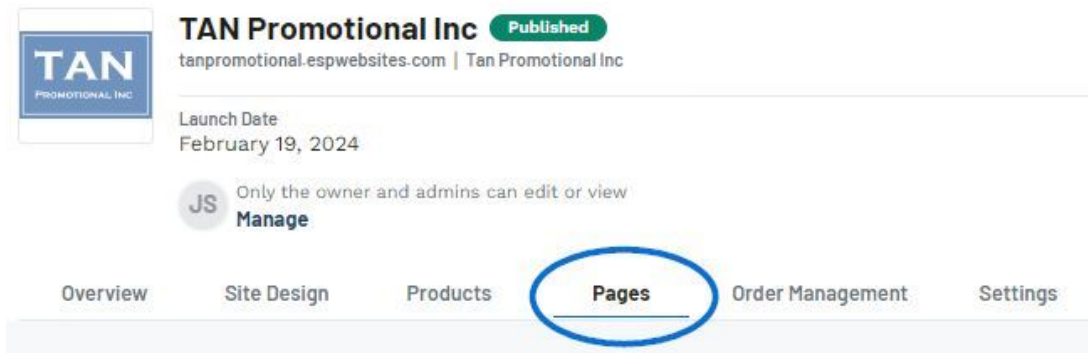 TAN
PROMOTIONAL INC
TAN Promotional Inc Published
tanpromotional.espwebsites.com | Tan Promotional Inc
Launch Date
February 19, 2024
JS
Only the owner and admins can edit or view
Manage
Overview Site Design Products Pages Order Management Settings